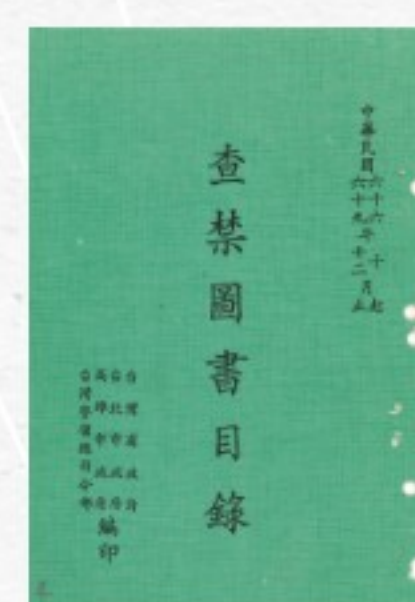 中華民國六十六年十月起
六十九年十二月止
查禁圖書目錄
台灣省政府
台北市政府
高雄市政府
台灣警備總司令部
編印